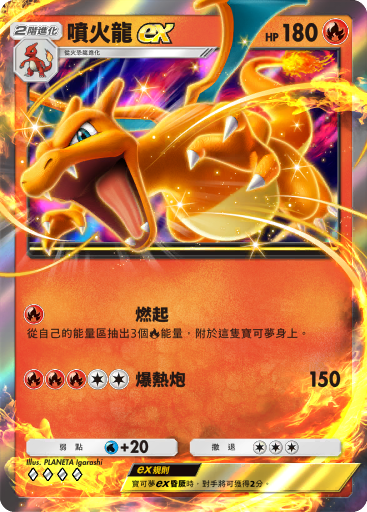 2階進化 噴火龍ex HP 180
從火恐龍進化
燃起
從自己的能量區抽出3個能量，附於這隻寶可夢身上。
爆熱炮 150
弱點 +20 撤退
Illus. PLANETA Igarashi
ex規則
寶可夢ex昏厥時，對手將可獲得2分。